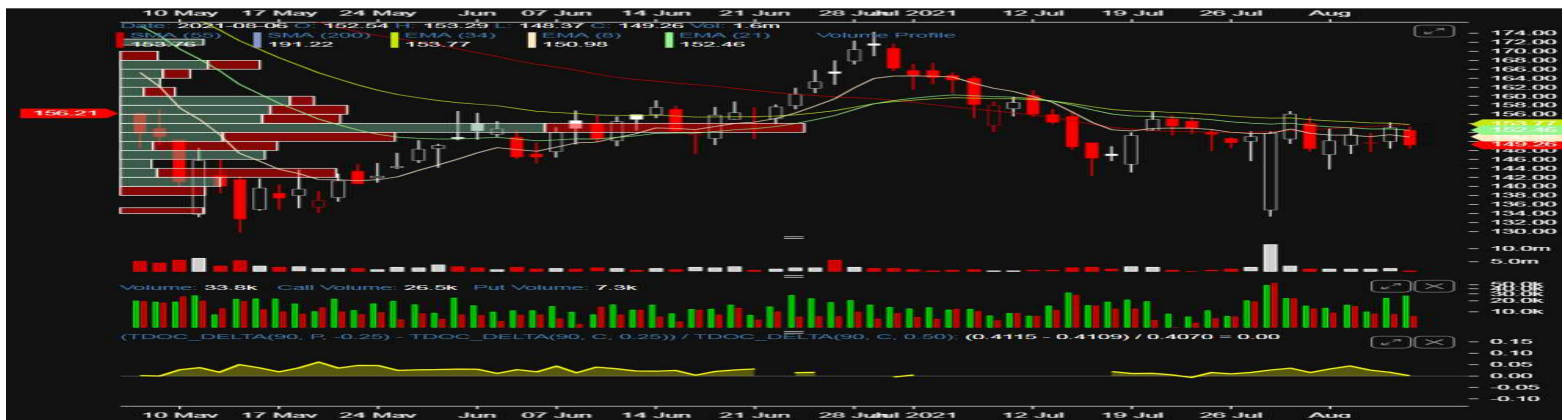 10 May 17 May 24 May Jun 07 Jun 14 Jun 21 Jun 28 Jun Jul 2021 12 Jul 19 Jul 26 Jul Aug
Date: 2021-08-06 O: 152.54 H: 153.29 L: 148.37 C: 149.26 Vol: 1.6m
SMA (55) SMA (200) EMA (34) EMA (8) EMA (21) Volume Profile
153.76 191.22 153.77 150.98 152.46
174.00
172.00
170.00
168.00
166.00
164.00
162.00
160.00
158.00
156.00
156.21
153.77
152.46
149.26
148.00
146.00
144.00
142.00
140.00
138.00
136.00
134.00
132.00
130.00
10.0m
5.0m
Volume: 33.8k Call Volume: 26.5k Put Volume: 7.3k
20.0k
10.0k
(TDOC_DELTA(90, P, -0.25) - TDOC_DELTA(90, C, 0.25)) / TDOC_DELTA(90, C, 0.50): (0.4115 - 0.4109) / 0.4070 = 0.00
0.15
0.10
0.05
0.00
-0.05
-0.10
10 May 17 May 24 May Jun 07 Jun 14 Jun 21 Jun 28 Jun Jul 2021 12 Jul 19 Jul 26 Jul Aug